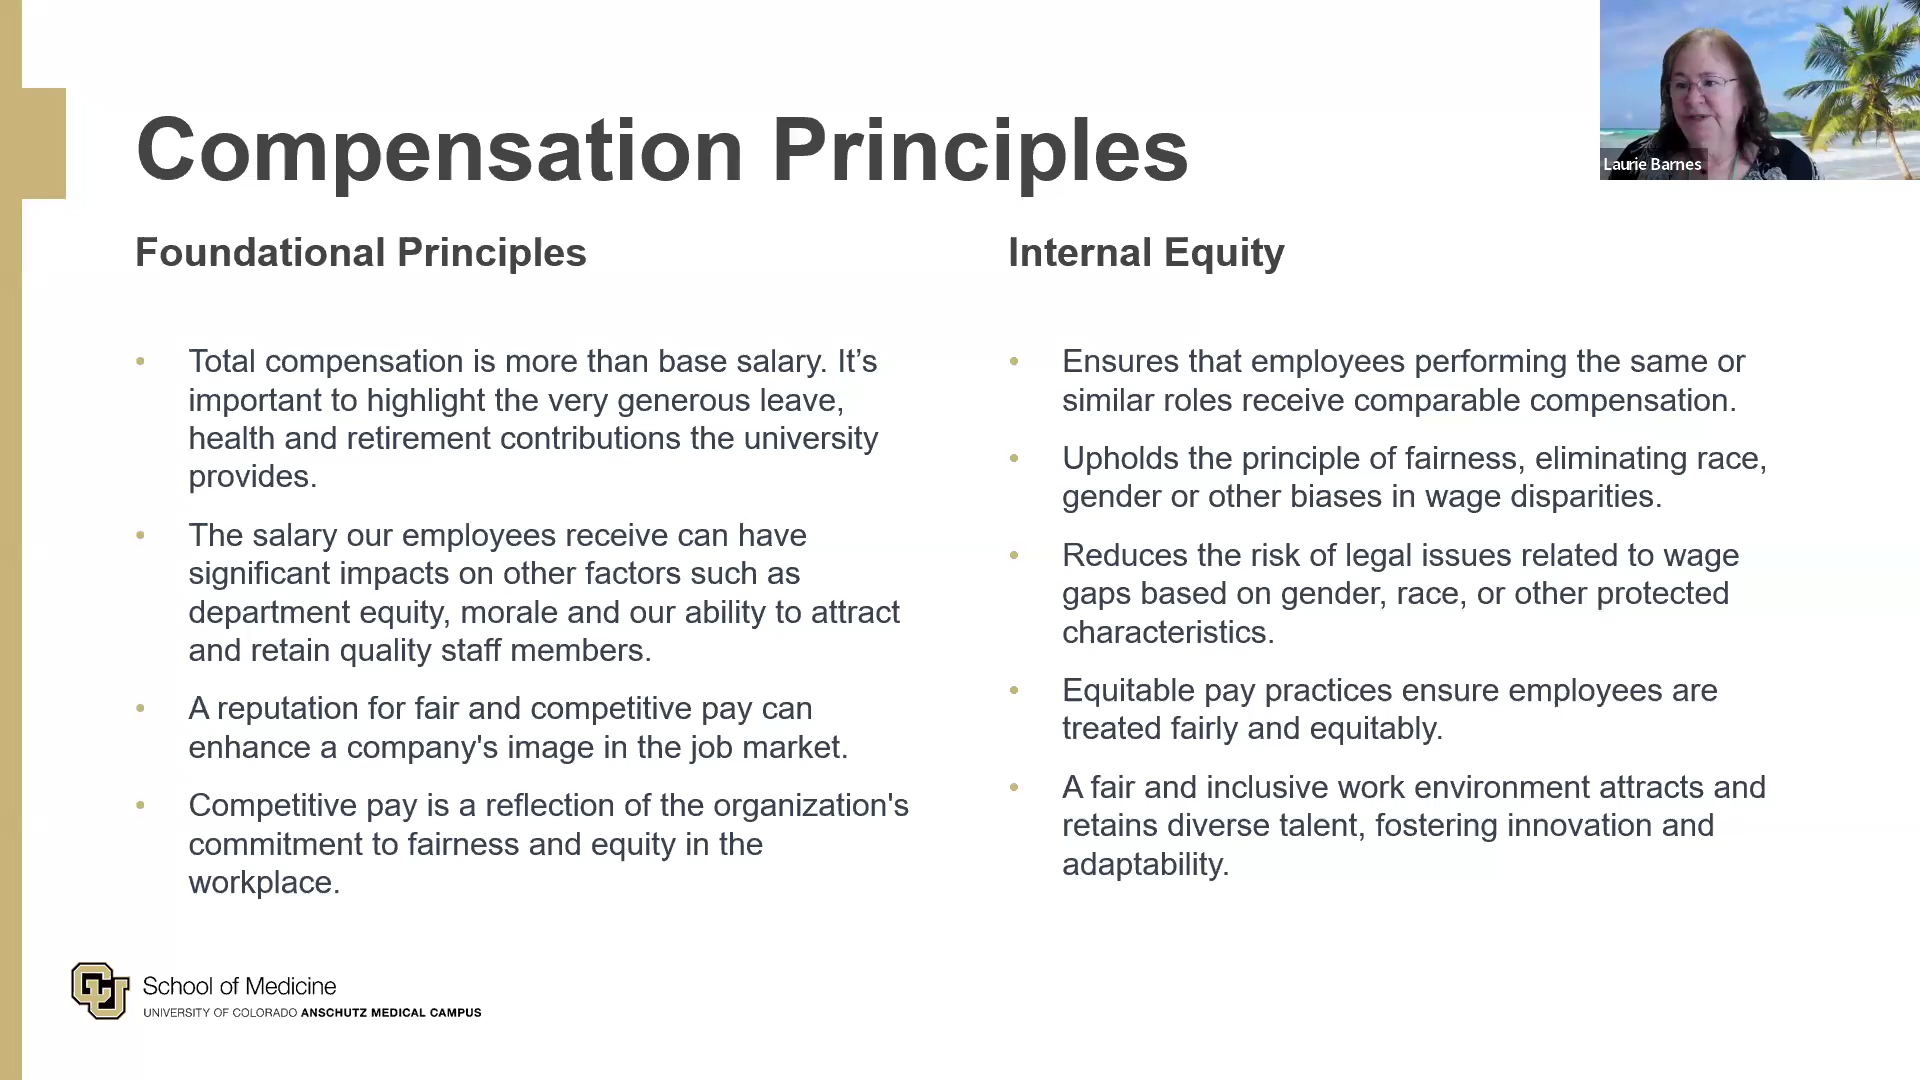 Compensation Principles
Laurie Barnes
Foundational Principles
• Total compensation is more than base salary. It’s
important to highlight the very generous leave,
health and retirement contributions the university
provides.
• The salary our employees receive can have
significant impacts on other factors such as
department equity, morale and our ability to attract
and retain quality staff members.
• A reputation for fair and competitive pay can
enhance a company's image in the job market.
• Competitive pay is a reflection of the organization's
commitment to fairness and equity in the
workplace.
Internal Equity
• Ensures that employees performing the same or
similar roles receive comparable compensation.
• Upholds the principle of fairness, eliminating race,
gender or other biases in wage disparities.
• Reduces the risk of legal issues related to wage
gaps based on gender, race, or other protected
characteristics.
• Equitable pay practices ensure employees are
treated fairly and equitably.
• A fair and inclusive work environment attracts and
retains diverse talent, fostering innovation and
adaptability.
CU
School of Medicine
UNIVERSITY OF COLORADO ANSCHUTZ MEDICAL CAMPUS